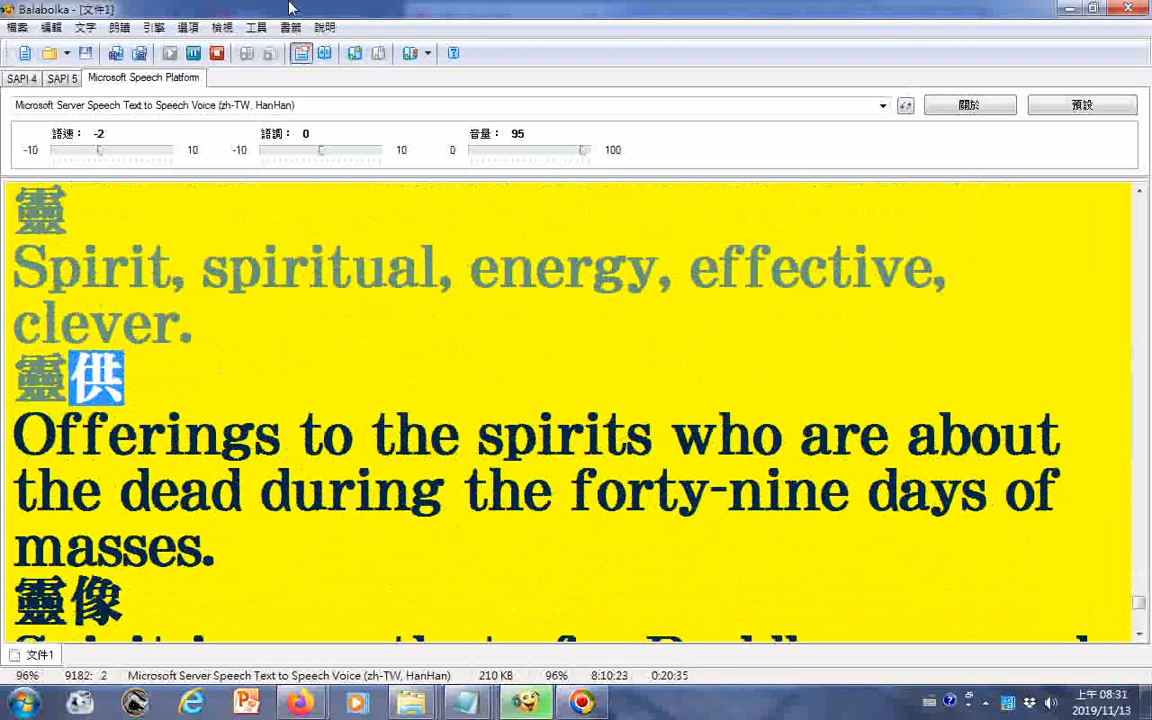 Balabolka - [文件1]
檔案 編輯 文字 朗讀 引擎 選項 檢視 工具 書籤 說明
SAPI 4 SAPI 5 Microsoft Speech Platform
Microsoft Server Speech Text to Speech Voice (zh-TW, HanHan) 關於 預設
語速： -2 語調： 0 音量： 95
-10 10 -10 10 0 100
靈
Spirit, spiritual, energy, effective,
clever.
靈供
Offerings to the spirits who are about
the dead during the forty-nine days of
masses.
靈像
文件1
96% 9182: 2 Microsoft Server Speech Text to Speech Voice (zh-TW, HanHan) 210 KB 96% 8:10:23 0:20:35
上午 08:31
2019/11/13